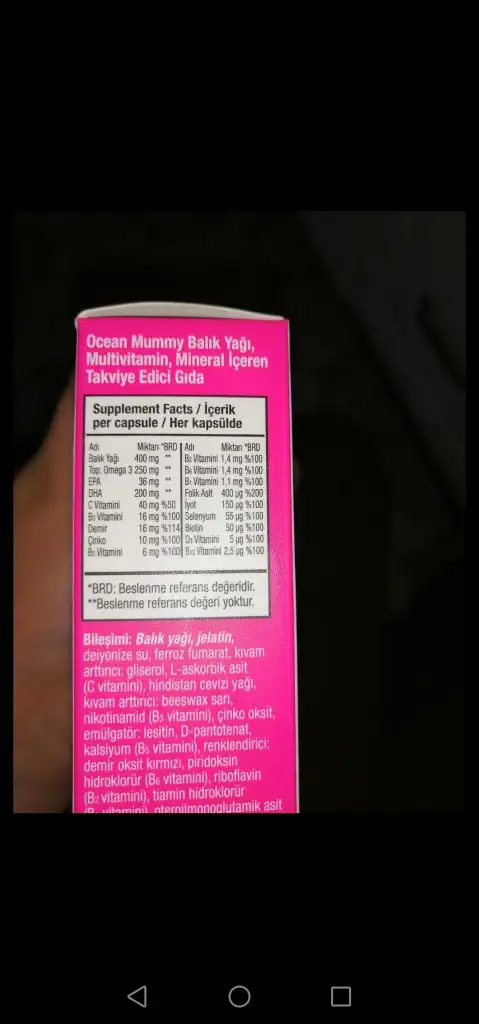 Ocean Mummy Balık Yağı,
Multivitamin, Mineral İçeren
Takviye Edici Gıda
Supplement Facts / İçerik
per capsule / Her kapsülde
Adı Miktarı *BRD
Balık Yağı 400 mg **
Top. Omega 3 250 mg **
EPA 36 mg **
DHA 200 mg **
C Vitamini 40 mg %50
B₃ Vitamini 16 mg %100
Demir 16 mg %114
Çinko 10 mg %100
B₅ Vitamini 6 mg %100
Adı Miktarı *BRD
B₂ Vitamini 1,4 mg %100
B₆ Vitamini 1,4 mg %100
B₁ Vitamini 1,1 mg %100
Folik Asit 400 µg %200
İyot 150 µg %100
Selenyum 55 µg %100
Biotin 50 µg %100
D₃ Vitamini 5 µg %100
B₁₂ Vitamini 2,5 µg %100
*BRD: Beslenme referans değeridir.
**Beslenme referans değeri yoktur.
Bileşimi: Balık yağı, jelatin,
deiyonize su, ferroz fumarat, kıvam
arttırıcı: gliserol, L-askorbik asit
(C vitamini), hindistan cevizi yağı,
kıvam arttırıcı: beeswax sarı,
nikotinamid (B₃ vitamini), çinko oksit,
emülgatör: lesitin, D-pantotenat,
kalsiyum (B₅ vitamini), renklendirici:
demir oksit kırmızı, piridoksin
hidroklorür (B₆ vitamini), riboflavin
(B₂ vitamini), tiamin hidroklorür
(B₁ vitamini), pteroilmonoglutamik asit